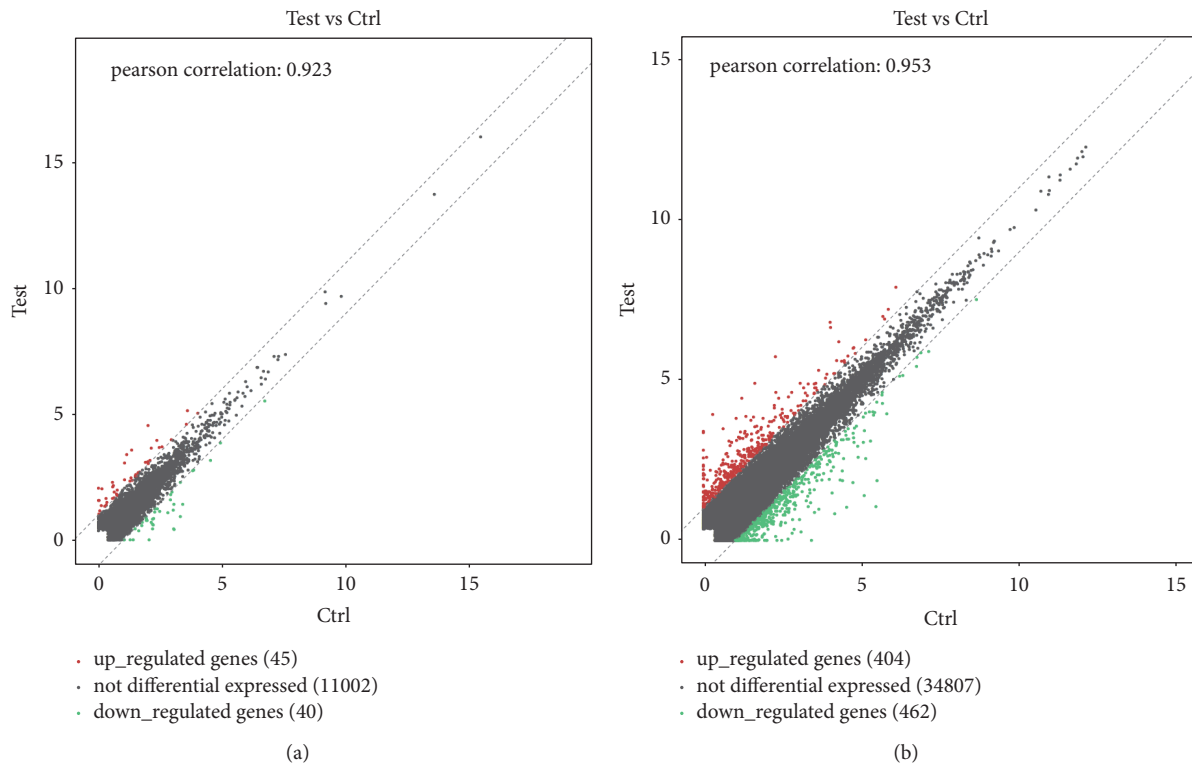 Test vs Ctrl
pearson correlation: 0.923
15
10
5
0
Test
0 5 10 15
Ctrl
up_regulated genes (45)
not differential expressed (11002)
down_regulated genes (40)
(a)
Test vs Ctrl
pearson correlation: 0.953
15
10
5
0
Test
0 5 10 15
Ctrl
up_regulated genes (404)
not differential expressed (34807)
down_regulated genes (462)
(b)